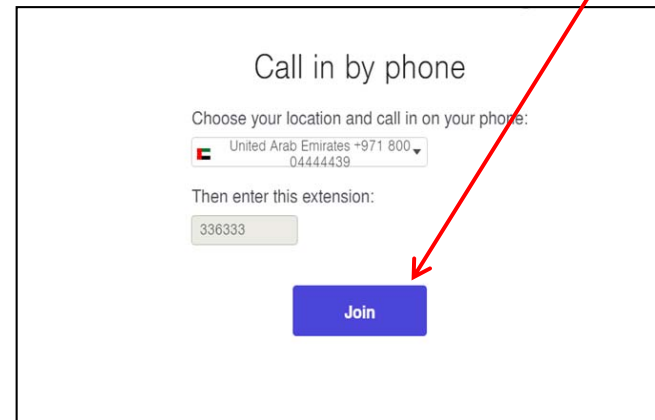 Call in by phone
Choose your location and call in on your phone:
United Arab Emirates +971 800
04444439
Then enter this extension:
336333
Join